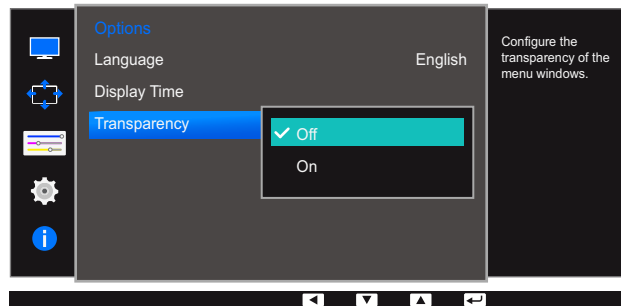 Options
Language English
Display Time
Transparency
Off
On
Configure the
transparency of the
menu windows.